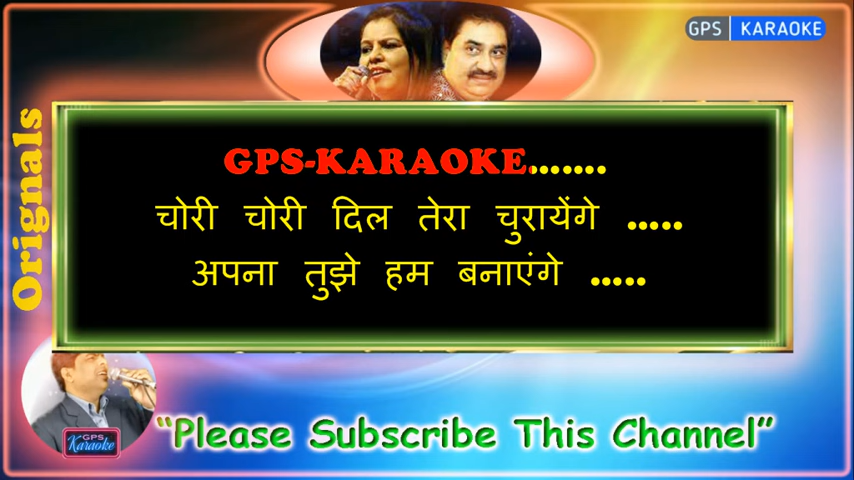 GPS | KARAOKE
Orignals
GPS-KARAOKE.......
चोरी चोरी दिल तेरा चुरायेंगे .....
अपना तुझे हम बनाएंगे .....
GPS
Karaoke
“Please Subscribe This Channel”